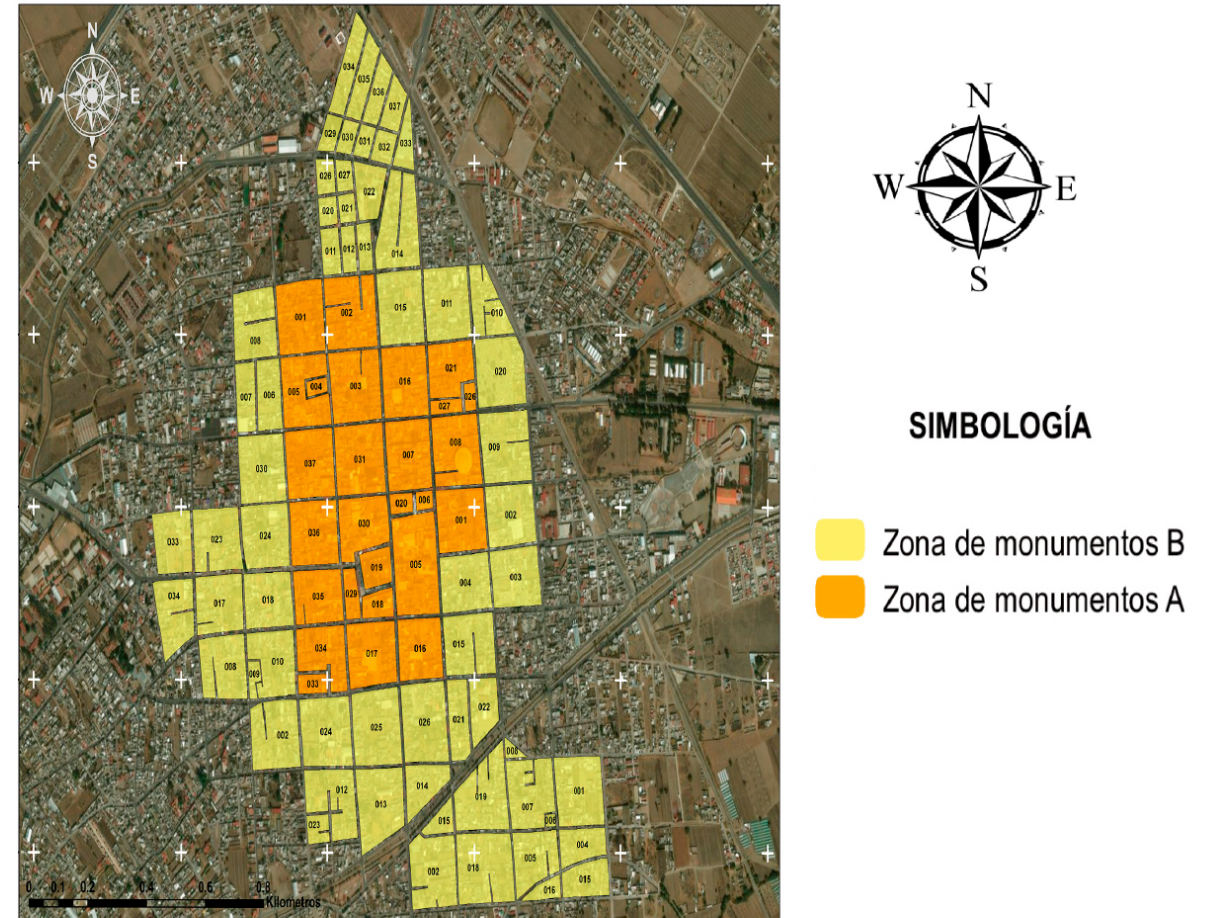 N
W E
S
034
035
036
037
029 030 031 032 033
026 027
022
020 021
011 012 013
014
001 002 015 011 010
008
007 006 005 004 003 016 021 020
027 026
030 037 031 007 008 009
020 006
033 023 024 036 030 001 002
019 005
034 017 018 035 029 018 004 003
008 009 010 034 017 016 015
033
002 024 025 026 021 022
008
012 013 014 019 007 001
023 015 006
002 018 005 004
016 015
0 0.1 0.2 0.4 0.6 0.8
Kilometros
N
W E
S
SIMBOLOGÍA
Zona de monumentos B
Zona de monumentos A